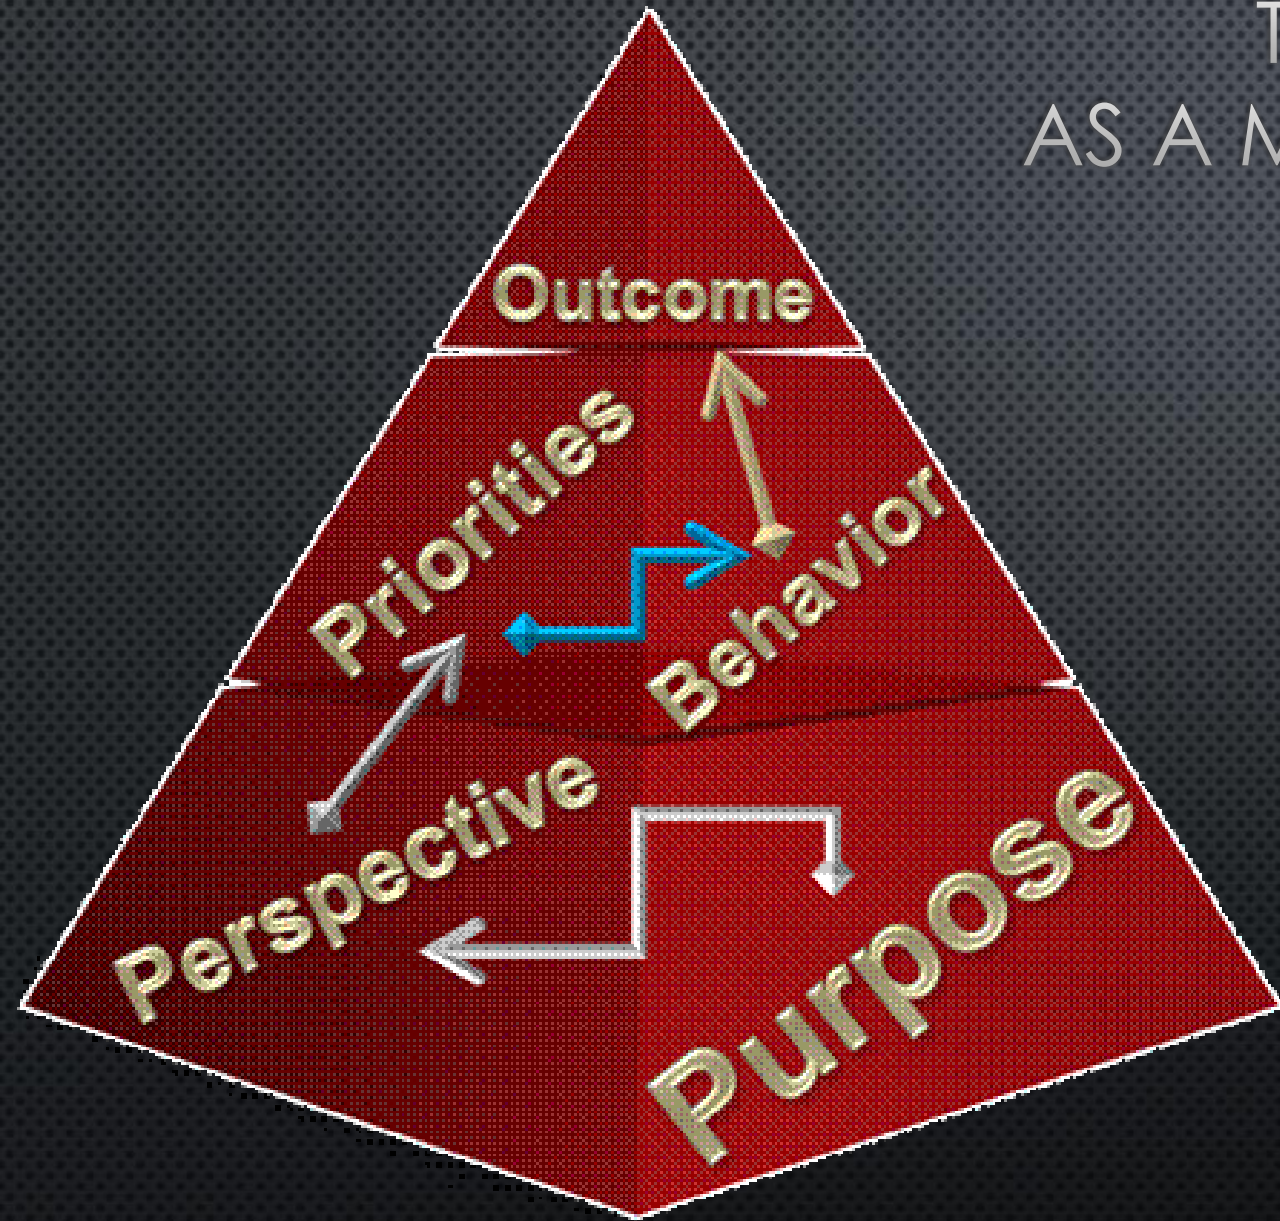 T
AS A M
Outcome
Priorities
Behavior
Perspective
Purpose